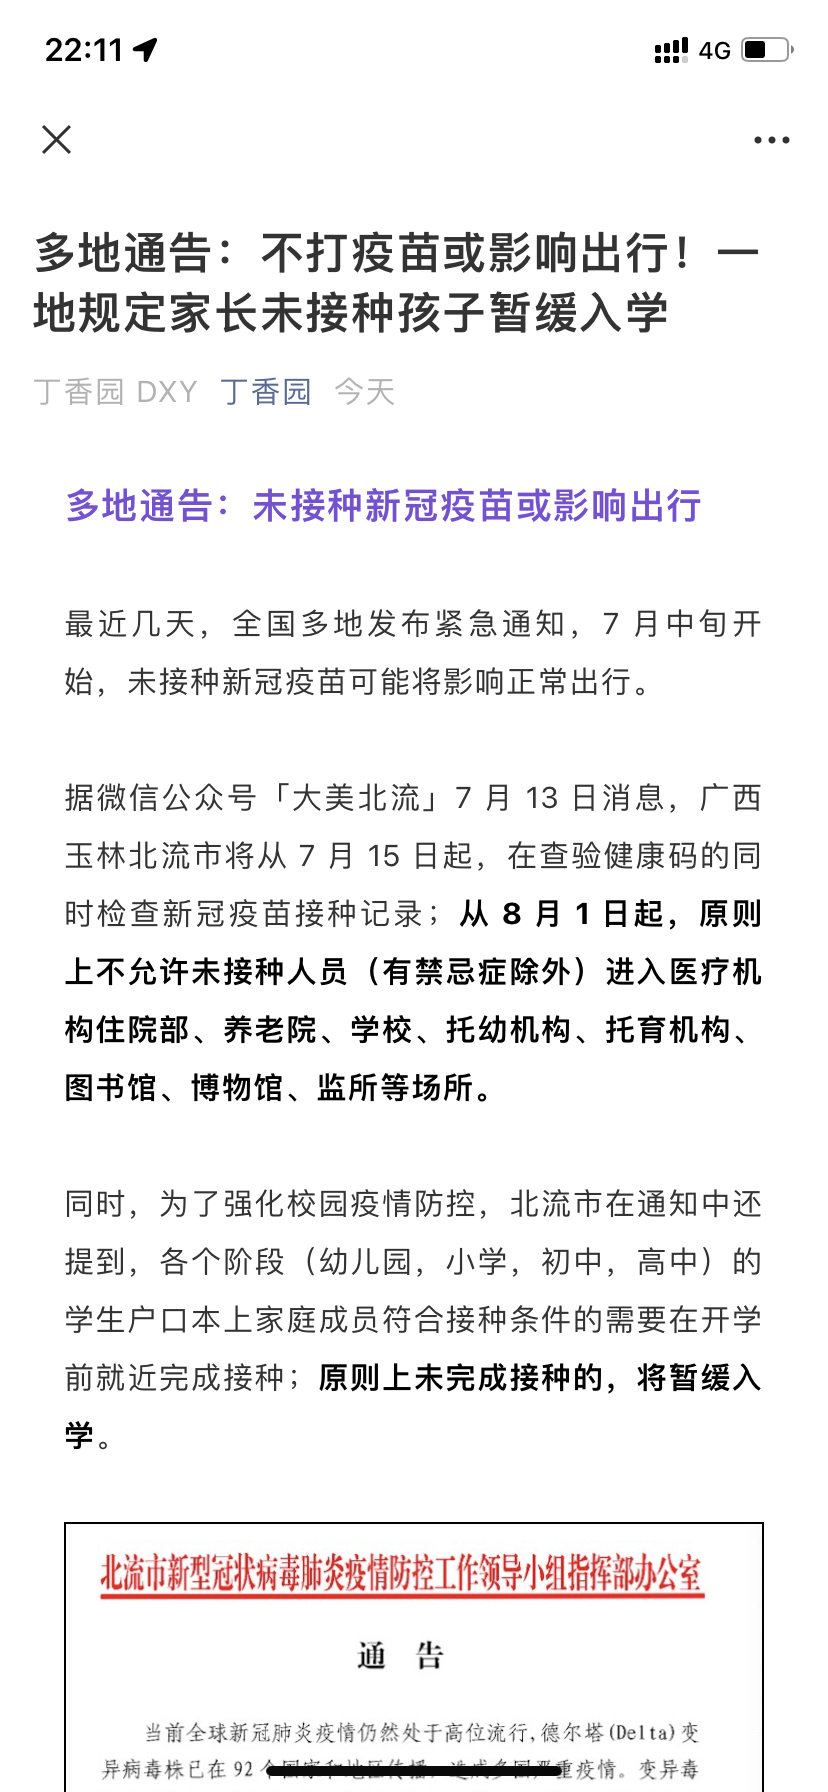 22:11
4G
多地通告：不打疫苗或影响出行！一
地规定家长未接种孩子暂缓入学
丁香园 DXY 丁香园 今天
多地通告：未接种新冠疫苗或影响出行
最近几天，全国多地发布紧急通知，7 月中旬开
始，未接种新冠疫苗可能将影响正常出行。
据微信公众号「大美北流」7 月 13 日消息，广西
玉林北流市将从 7 月 15 日起，在查验健康码的同
时检查新冠疫苗接种记录；从 8 月 1 日起，原则
上不允许未接种人员（有禁忌症除外）进入医疗机
构住院部、养老院、学校、托幼机构、托育机构、
图书馆、博物馆、监所等场所。
同时，为了强化校园疫情防控，北流市在通知中还
提到，各个阶段（幼儿园，小学，初中，高中）的
学生户口本上家庭成员符合接种条件的需要在开学
前就近完成接种；原则上未完成接种的，将暂缓入
学。
北流市新型冠状病毒肺炎疫情防控工作领导小组指挥部办公室
通 告
当前全球新冠肺炎疫情仍然处于高位流行,德尔塔(Delta)变
异病毒株已在 92 个国家和地区传播，造成多国严重疫情。变异毒